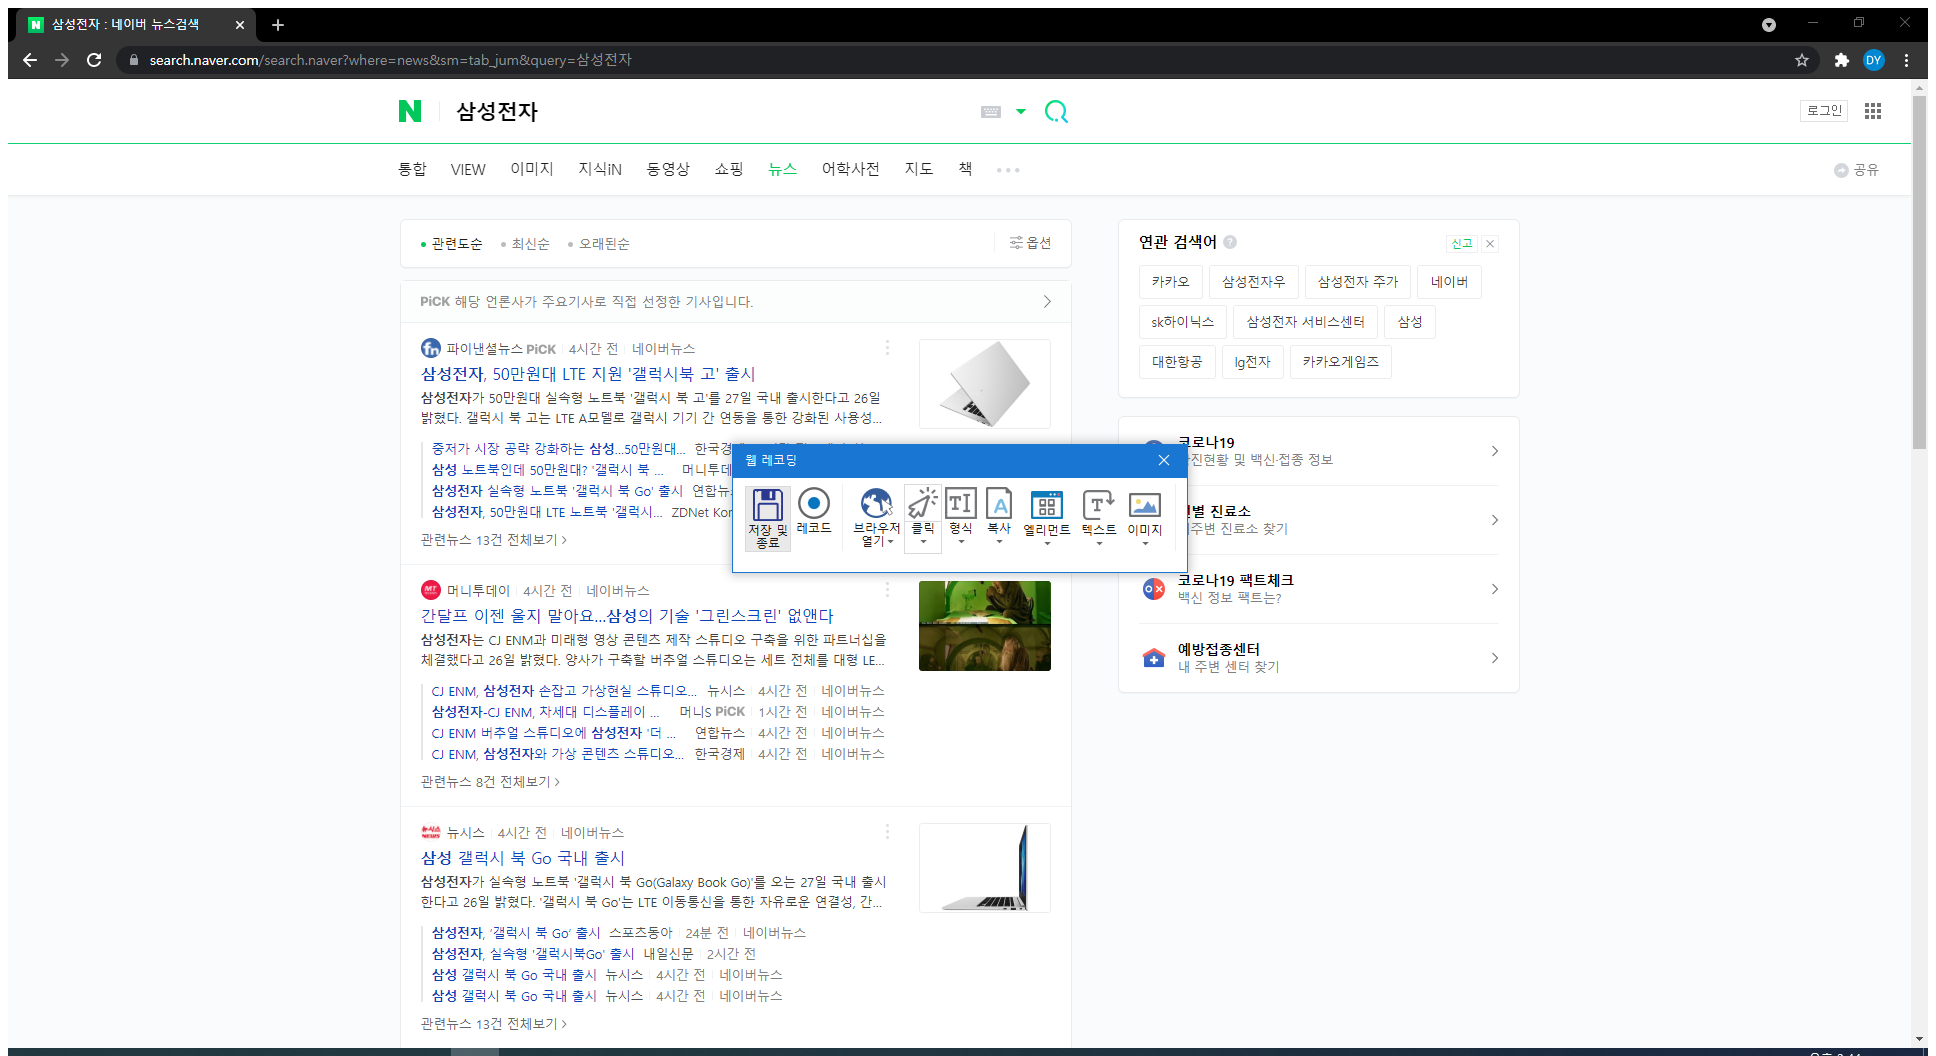 삼성전자 : 네이버 뉴스검색
search.naver.com/search.naver?where=news&sm=tab_jum&query=삼성전자
DY
N 삼성전자
로그인
통합 VIEW 이미지 지식iN 동영상 쇼핑 뉴스 어학사전 지도 책
공유
관련도순 최신순 오래된순 옵션
PiCK 해당 언론사가 주요기사로 직접 선정한 기사입니다.
파이낸셜뉴스 PiCK 4시간 전 네이버뉴스
삼성전자, 50만원대 LTE 지원 '갤럭시북 고' 출시
삼성전자가 50만원대 실속형 노트북 '갤럭시 북 고'를 27일 국내 출시한다고 26일
밝혔다. 갤럭시 북 고는 LTE A모델로 갤럭시 기기 간 연동을 통한 강화된 사용성...
중저가 시장 공략 강화하는 삼성...50만원대... 한국경
삼성 노트북인데 50만원대? '갤럭시 북 ... 머니투데
삼성전자 실속형 노트북 '갤럭시 북 Go' 출시 연합뉴
삼성전자, 50만원대 LTE 노트북 '갤럭시... ZDNet Kor
관련뉴스 13건 전체보기
머니투데이 4시간 전 네이버뉴스
간달프 이젠 울지 말아요...삼성의 기술 '그린스크린' 없앤다
삼성전자는 CJ ENM과 미래형 영상 콘텐츠 제작 스튜디오 구축을 위한 파트너십을
체결했다고 26일 밝혔다. 양사가 구축할 버추얼 스튜디오는 세트 전체를 대형 LE...
CJ ENM, 삼성전자 손잡고 가상현실 스튜디오... 뉴시스 4시간 전 네이버뉴스
삼성전자-CJ ENM, 차세대 디스플레이 ... 머니S PiCK 1시간 전 네이버뉴스
CJ ENM 버추얼 스튜디오에 삼성전자 '더 ... 연합뉴스 4시간 전 네이버뉴스
CJ ENM, 삼성전자와 가상 콘텐츠 스튜디오... 한국경제 4시간 전 네이버뉴스
관련뉴스 8건 전체보기
뉴시스 4시간 전 네이버뉴스
삼성 갤럭시 북 Go 국내 출시
삼성전자가 실속형 노트북 '갤럭시 북 Go(Galaxy Book Go)'를 오는 27일 국내 출시
한다고 26일 밝혔다. '갤럭시 북 Go'는 LTE 이동통신을 통한 자유로운 연결성, 간...
삼성전자, '갤럭시 북 Go' 출시 스포츠동아 24분 전 네이버뉴스
삼성전자, 실속형 '갤럭시북Go' 출시 내일신문 2시간 전
삼성 갤럭시 북 Go 국내 출시 뉴시스 4시간 전 네이버뉴스
삼성 갤럭시 북 Go 국내 출시 뉴시스 4시간 전 네이버뉴스
관련뉴스 13건 전체보기
웹 레코딩
저장 및 종료
레코드
브라우저 열기
클릭
형식
복사
엘리먼트
텍스트
이미지
연관 검색어 신고
카카오 삼성전자우 삼성전자 주가 네이버
sk하이닉스 삼성전자 서비스센터 삼성
대한항공 lg전자 카카오게임즈
코로나19
진현황 및 백신·접종 정보
별 진료소
주변 진료소 찾기
코로나19 팩트체크
백신 정보 팩트는?
예방접종센터
내 주변 센터 찾기